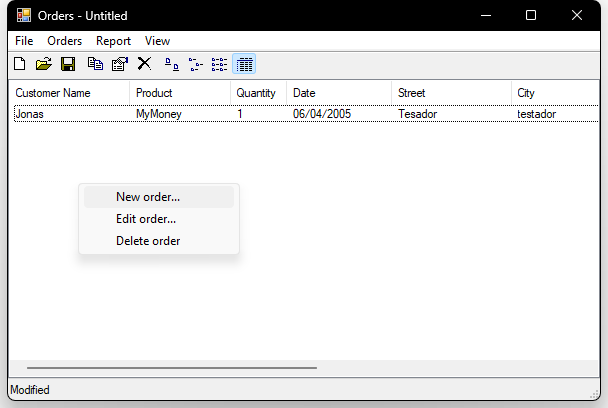 Orders - Untitled
File Orders Report View
Customer Name Product Quantity Date Street City
Jonas MyMoney 1 06/04/2005 Tesador testador
New order...
Edit order...
Delete order
Modified